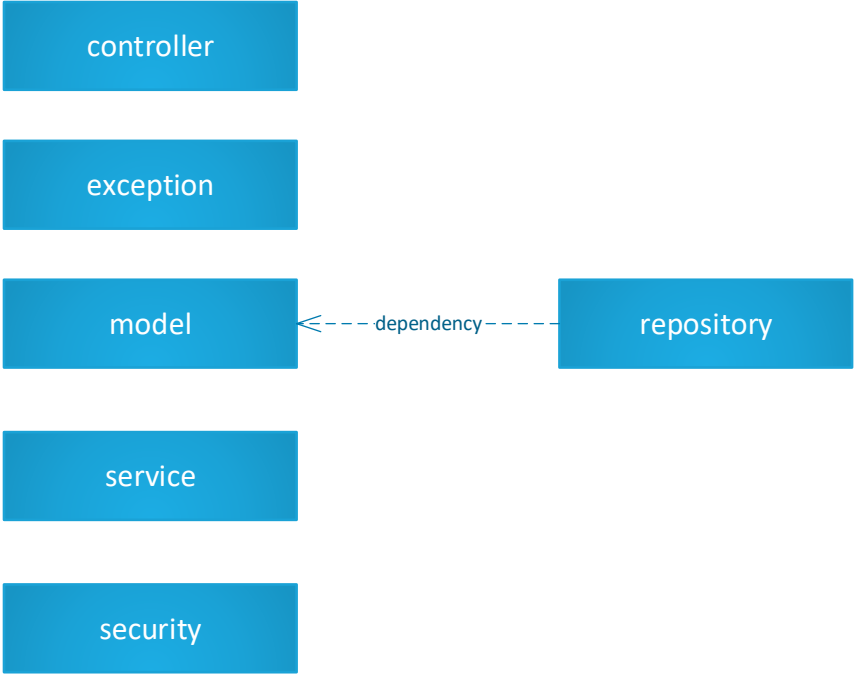 controller
exception
model
dependency
repository
service
security